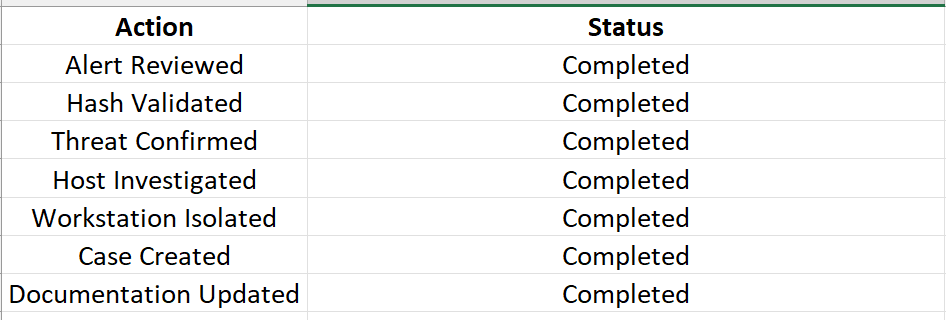 Action Status
Alert Reviewed Completed
Hash Validated Completed
Threat Confirmed Completed
Host Investigated Completed
Workstation Isolated Completed
Case Created Completed
Documentation Updated Completed